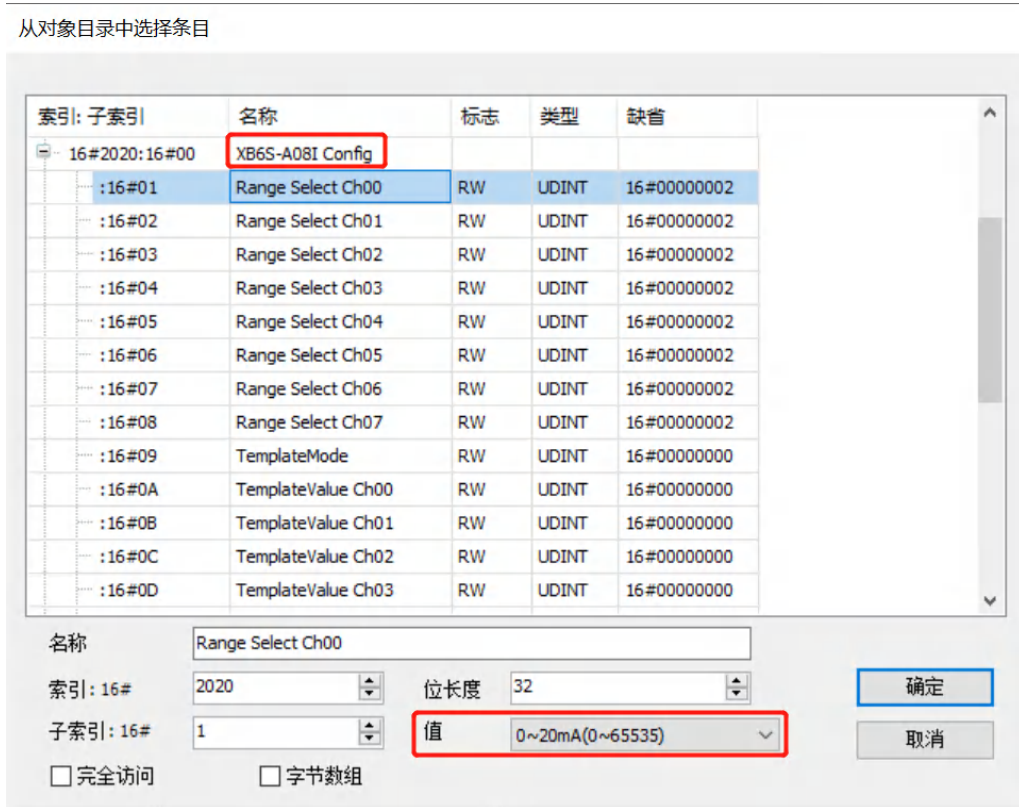 从对象目录中选择条目
索引: 子索引 名称 标志 类型 缺省
16#2020:16#00 XB6S-A08I Config
:16#01 Range Select Ch00 RW UDINT 16#00000002
:16#02 Range Select Ch01 RW UDINT 16#00000002
:16#03 Range Select Ch02 RW UDINT 16#00000002
:16#04 Range Select Ch03 RW UDINT 16#00000002
:16#05 Range Select Ch04 RW UDINT 16#00000002
:16#06 Range Select Ch05 RW UDINT 16#00000002
:16#07 Range Select Ch06 RW UDINT 16#00000002
:16#08 Range Select Ch07 RW UDINT 16#00000002
:16#09 TemplateMode RW UDINT 16#00000000
:16#0A TemplateValue Ch00 RW UDINT 16#00000000
:16#0B TemplateValue Ch01 RW UDINT 16#00000000
:16#0C TemplateValue Ch02 RW UDINT 16#00000000
:16#0D TemplateValue Ch03 RW UDINT 16#00000000
名称 Range Select Ch00
索引: 16# 2020 位长度 32 确定
子索引: 16# 1 值 0~20mA(0~65535) 取消
完全访问 字节数组